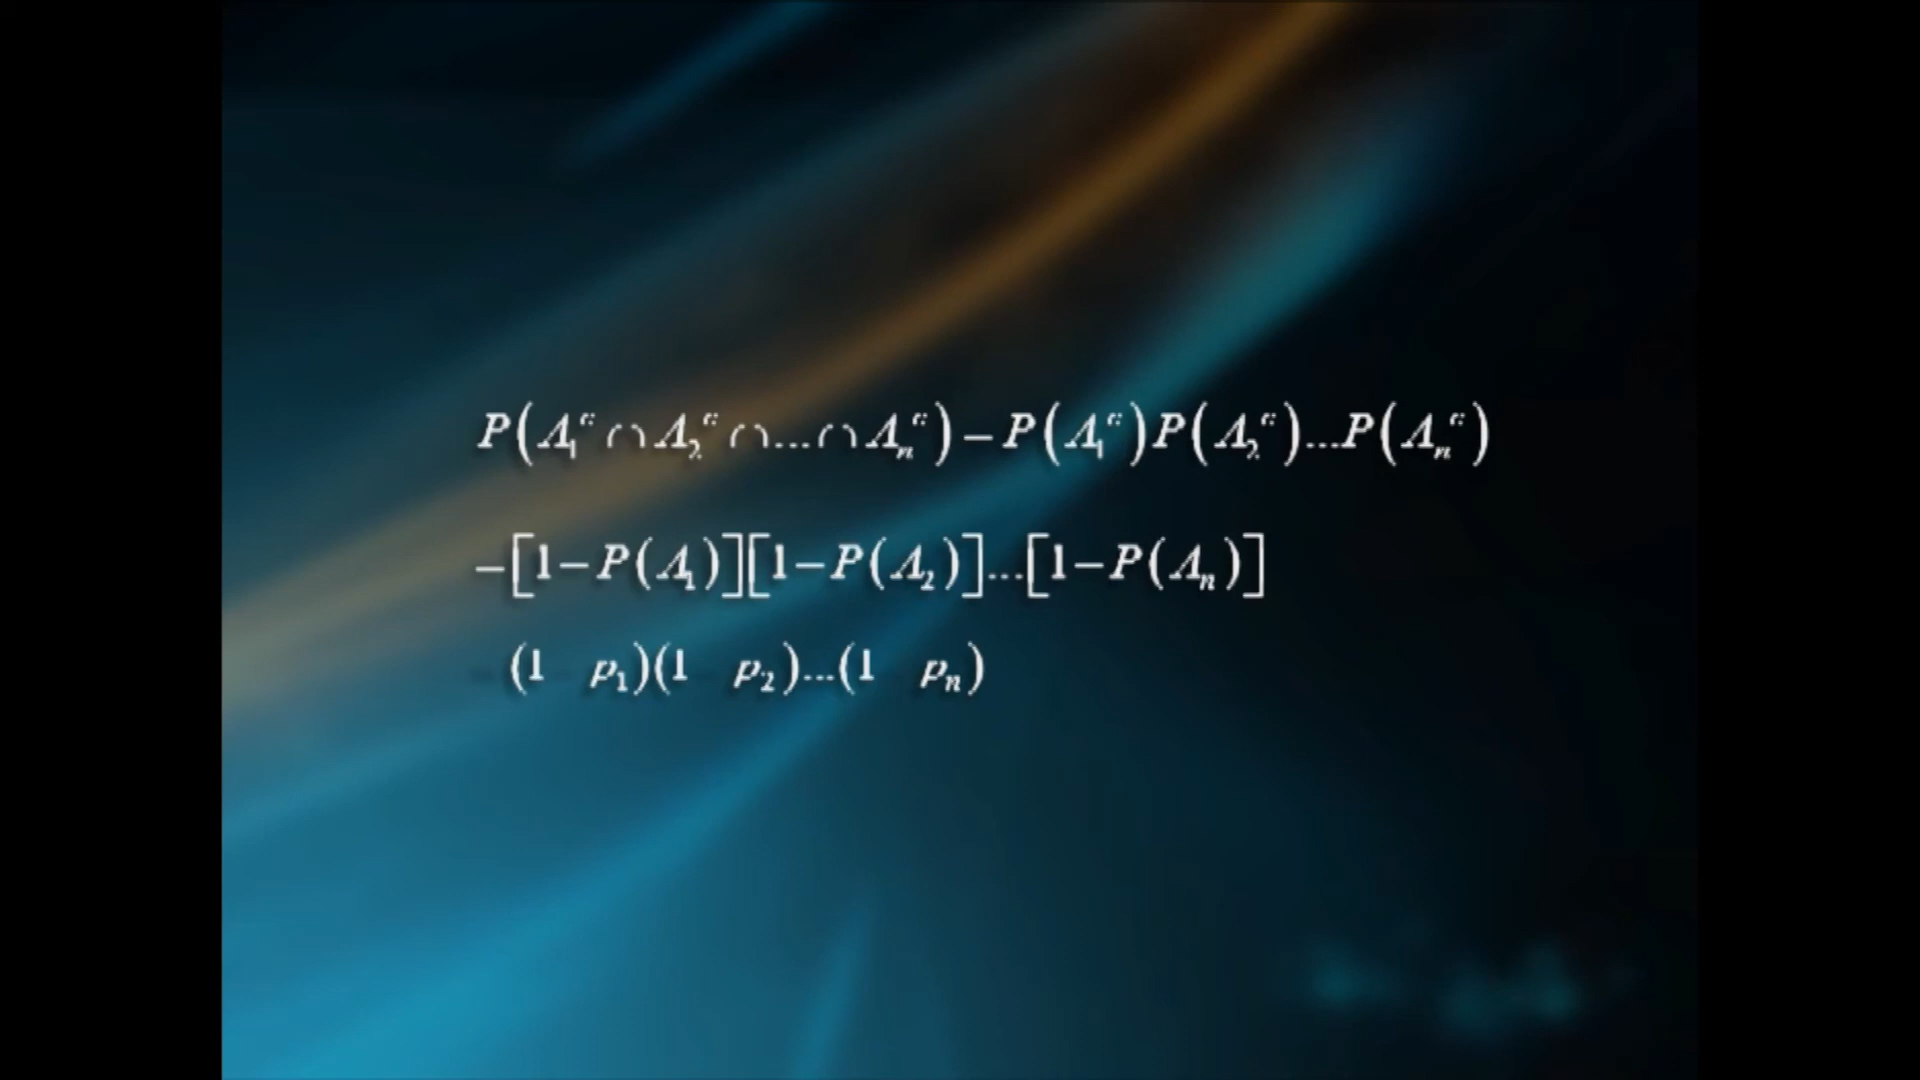 P(A₁ᶜ ∩ A₂ᶜ ∩ ... ∩ Aₙᶜ) – P(A₁ᶜ)P(A₂ᶜ)...P(Aₙᶜ)
–[1–P(A₁)][1–P(A₂)]...[1–P(Aₙ)]
(1 p₁)(1 p₂)...(1 pₙ)